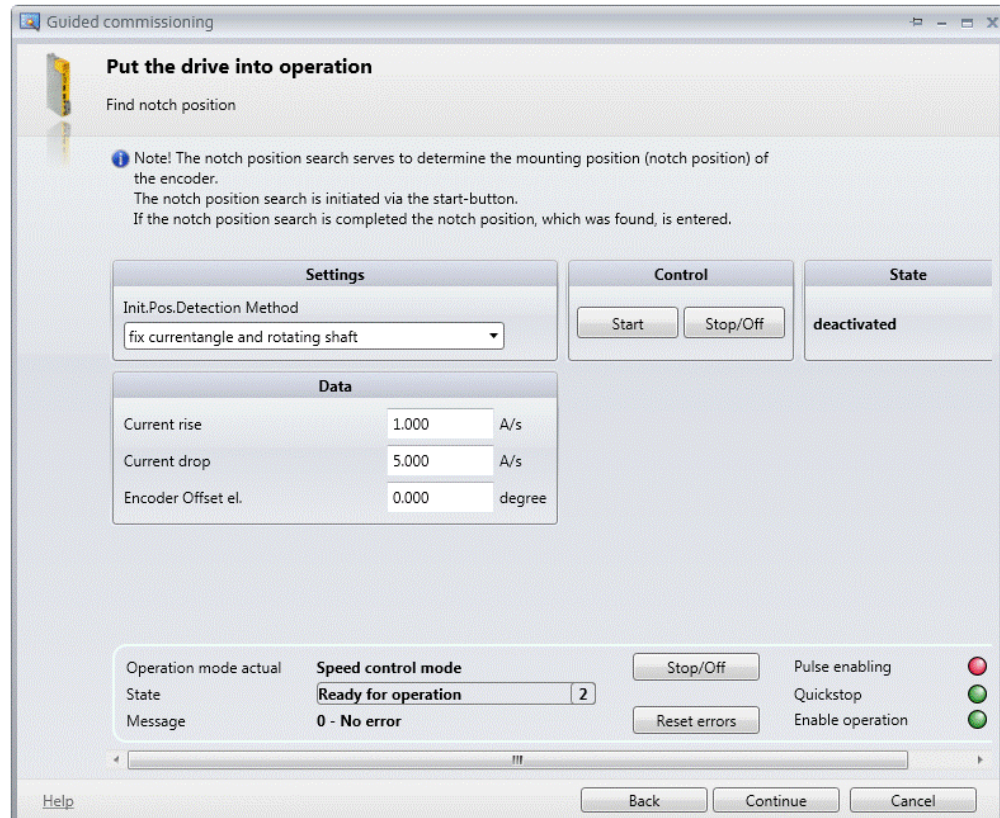 Guided commissioning
Put the drive into operation
Find notch position
Note! The notch position search serves to determine the mounting position (notch position) of
the encoder.
The notch position search is initiated via the start-button.
If the notch position search is completed the notch position, which was found, is entered.
Settings
Init.Pos.Detection Method
fix currentangle and rotating shaft
Control
Start Stop/Off
State
deactivated
Data
Current rise 1.000 A/s
Current drop 5.000 A/s
Encoder Offset el. 0.000 degree
Operation mode actual Speed control mode Stop/Off Pulse enabling
State Ready for operation 2 Quickstop
Message 0 - No error Reset errors Enable operation
Help Back Continue Cancel